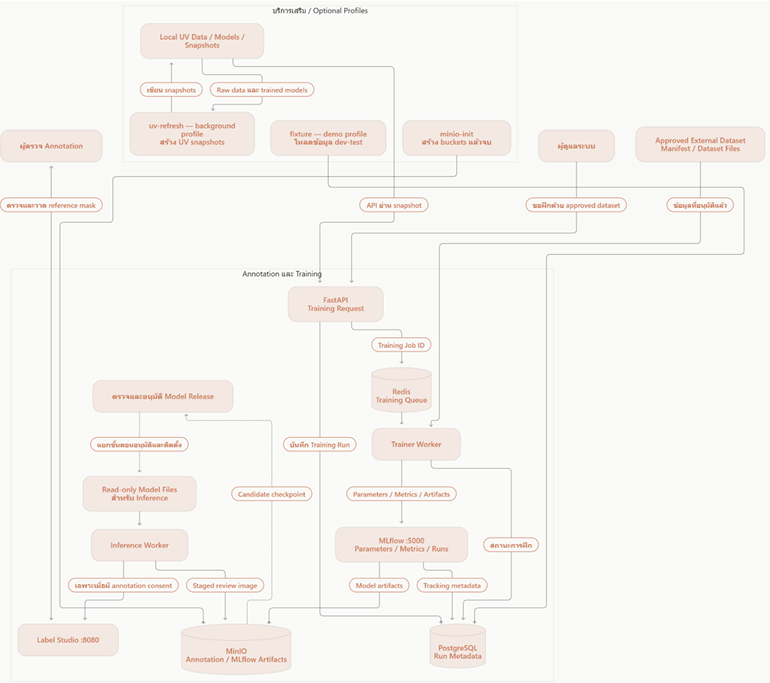 บริการเสริม / Optional Profiles
Local UV Data / Models /
Snapshots
เขียน snapshots
Raw data และ trained models
uv-refresh — background
profile
สร้าง UV snapshots
fixture — demo profile
โหลดข้อมูล dev-test
minio-init
สร้าง buckets แล้วจบ
ผู้ตรวจ Annotation
ผู้ดูแลระบบ
Approved External Dataset
Manifest / Dataset Files
ตรวจและวาด reference mask
API อ่าน snapshot
ขอฝึกด้วย approved dataset
ข้อมูลที่อนุมัติแล้ว
Annotation และ Training
FastAPI
Training Request
Training Job ID
Redis
Training Queue
ตรวจและอนุมัติ Model Release
แยกขั้นตอนอนุมัติและติดตั้ง
บันทึก Training Run
Trainer Worker
Read-only Model Files
สำหรับ Inference
Candidate checkpoint
Parameters / Metrics / Artifacts
Inference Worker
MLflow :5000
Parameters / Metrics / Runs
สถานะการฝึก
เฉพาะเมื่อมี annotation consent
Staged review image
Model artifacts
Tracking metadata
Label Studio :8080
MinIO
Annotation / MLflow Artifacts
PostgreSQL
Run Metadata